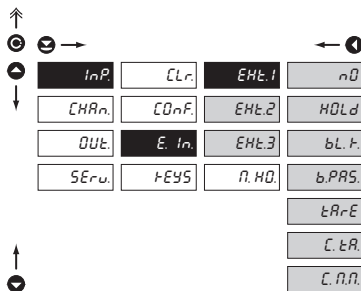 InP. CLr. EHt.1 nO
CHAn. COnF. EHt.2 HOLd
OUt. E. In. EHt.3 bL. t.
SEru. tEYS n. HO. b.PAS.
tArE
C. tA.
C. n.n.